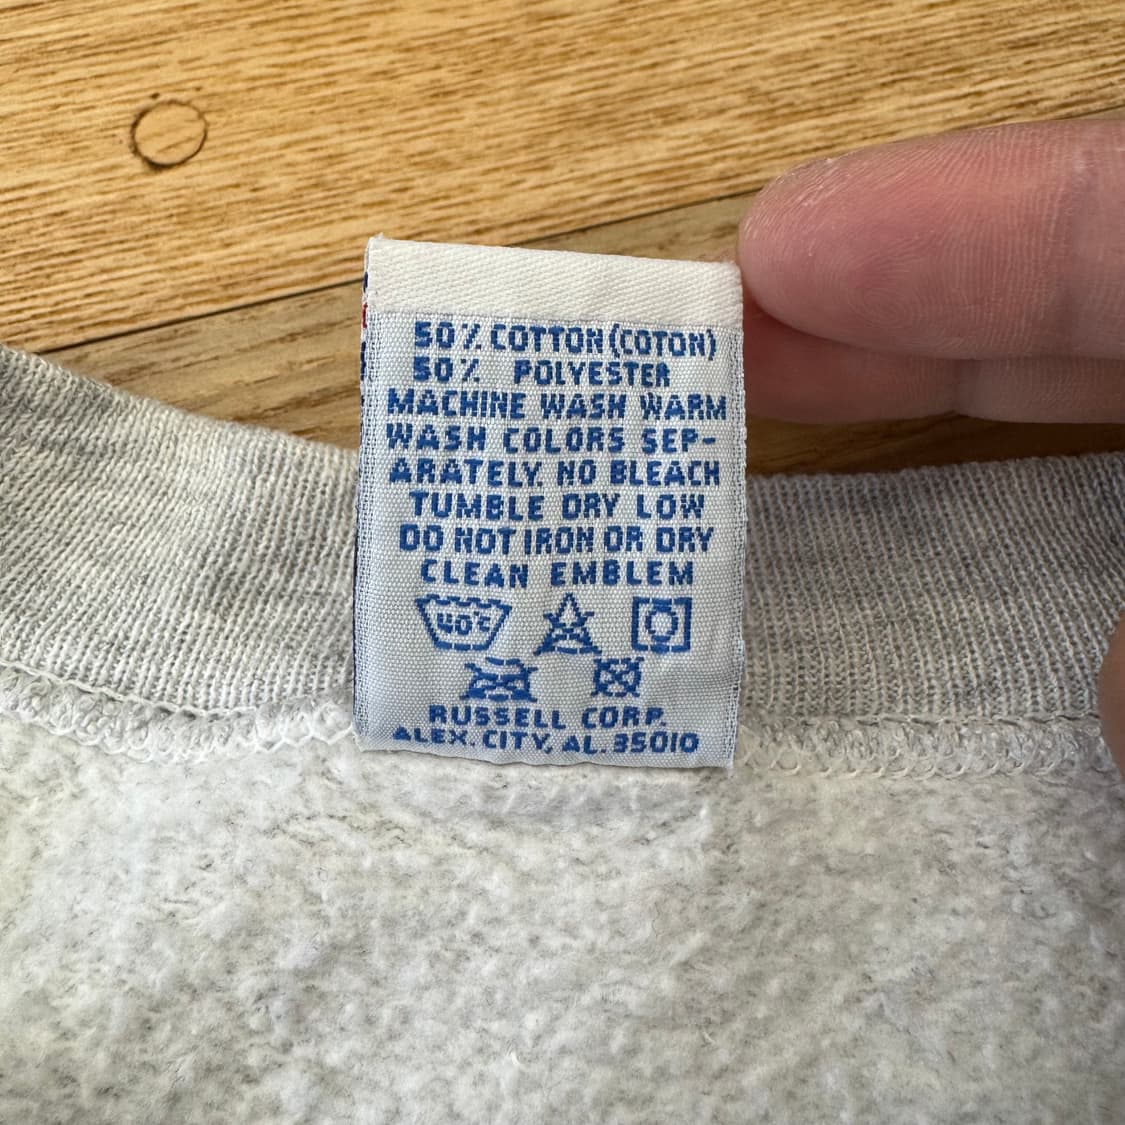 50% COTTON (COTON)
50% POLYESTER
MACHINE WASH WARM
WASH COLORS SEP-
ARATELY. NO BLEACH
TUMBLE DRY LOW
DO NOT IRON OR DRY
CLEAN EMBLEM
40°C
RUSSELL CORP.
ALEX. CITY, AL. 35010